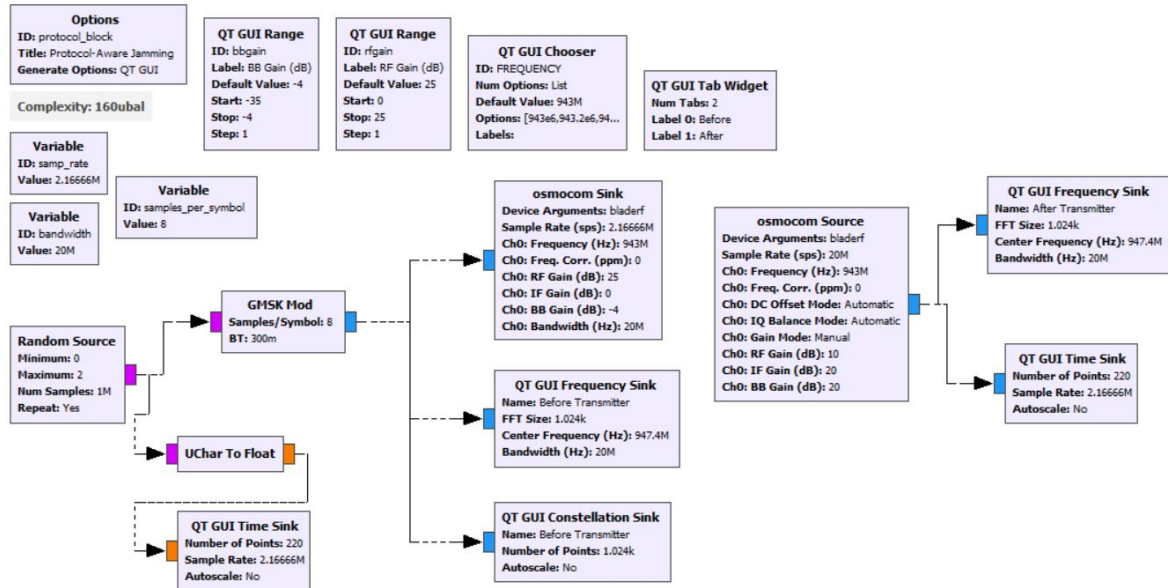 Options
ID: protocol_block
Title: Protocol-Aware Jamming
Generate Options: QT GUI
Complexity: 160ubal
Variable
ID: samp_rate
Value: 2.16666M
Variable
ID: bandwidth
Value: 20M
Variable
ID: samples_per_symbol
Value: 8
QT GUI Range
ID: bbgain
Label: BB Gain (dB)
Default Value: -4
Start: -35
Stop: -4
Step: 1
QT GUI Range
ID: rfgain
Label: RF Gain (dB)
Default Value: 25
Start: 0
Stop: 25
Step: 1
QT GUI Chooser
ID: FREQUENCY
Num Options: List
Default Value: 943M
Options: [943e6,943.2e6,94...
Labels:
QT GUI Tab Widget
Num Tabs: 2
Label 0: Before
Label 1: After
Random Source
Minimum: 0
Maximum: 2
Num Samples: 1M
Repeat: Yes
GMSK Mod
Samples/Symbol: 8
BT: 300m
UChar To Float
QT GUI Time Sink
Number of Points: 220
Sample Rate: 2.16666M
Autoscale: No
osmocom Sink
Device Arguments: bladerf
Sample Rate (sps): 2.16666M
Ch0: Frequency (Hz): 943M
Ch0: Freq. Corr. (ppm): 0
Ch0: RF Gain (dB): 25
Ch0: IF Gain (dB): 0
Ch0: BB Gain (dB): -4
Ch0: Bandwidth (Hz): 20M
QT GUI Frequency Sink
Name: Before Transmitter
FFT Size: 1.024k
Center Frequency (Hz): 947.4M
Bandwidth (Hz): 20M
QT GUI Constellation Sink
Name: Before Transmitter
Number of Points: 1.024k
Autoscale: No
osmocom Source
Device Arguments: bladerf
Sample Rate (sps): 20M
Ch0: Frequency (Hz): 943M
Ch0: Freq. Corr. (ppm): 0
Ch0: DC Offset Mode: Automatic
Ch0: IQ Balance Mode: Automatic
Ch0: Gain Mode: Manual
Ch0: RF Gain (dB): 10
Ch0: IF Gain (dB): 20
Ch0: BB Gain (dB): 20
QT GUI Frequency Sink
Name: After Transmitter
FFT Size: 1.024k
Center Frequency (Hz): 947.4M
Bandwidth (Hz): 20M
QT GUI Time Sink
Number of Points: 220
Sample Rate: 2.16666M
Autoscale: No